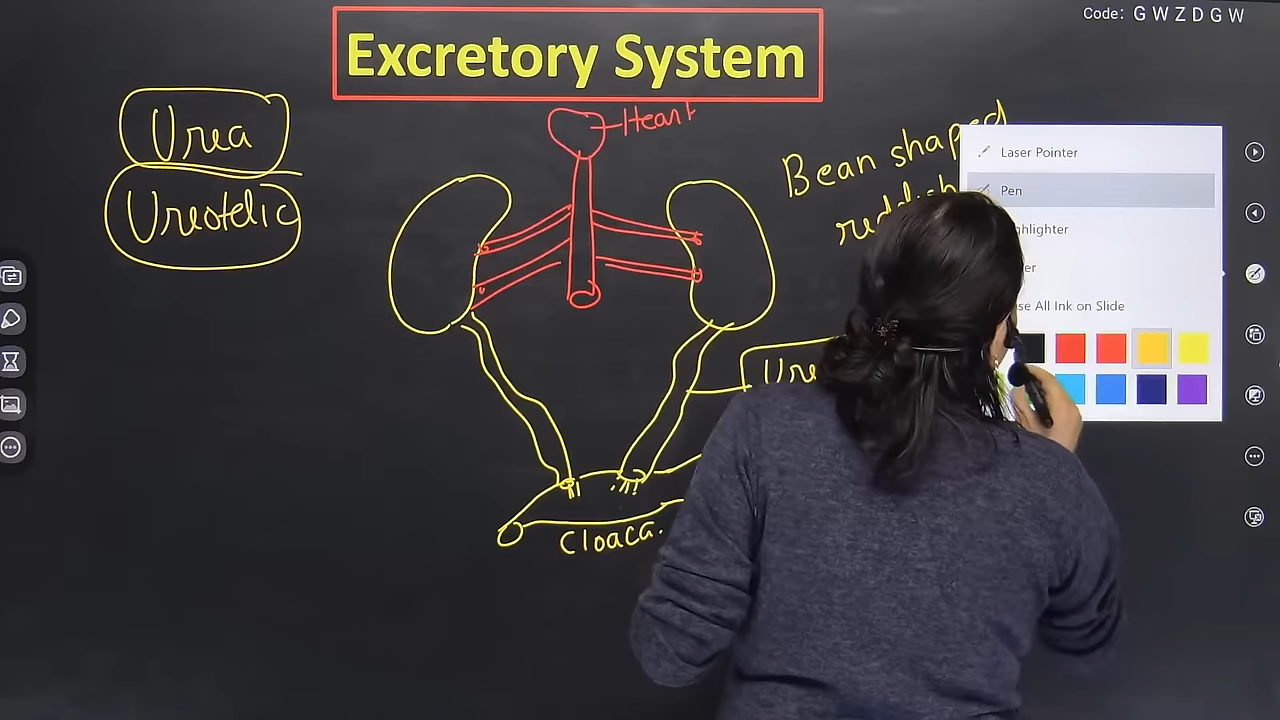 Code: G W Z D G W
Excretory System
Urea
Ureotelic
Heart
Bean shaped
Laser Pointer
Pen
Cloaca.